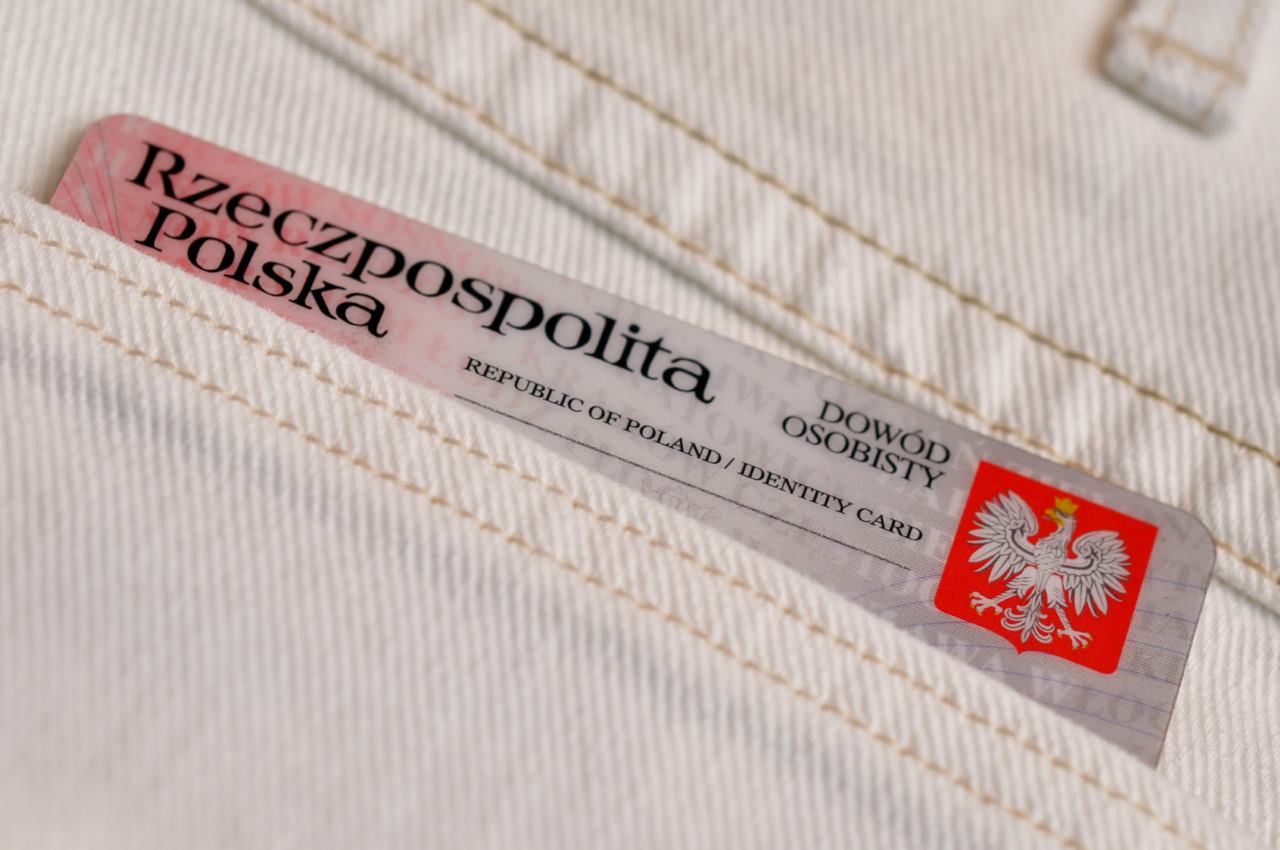 Rzeczpospolita
Polska
REPUBLIC OF POLAND / IDENTITY CARD
DOWÓD
OSOBISTY